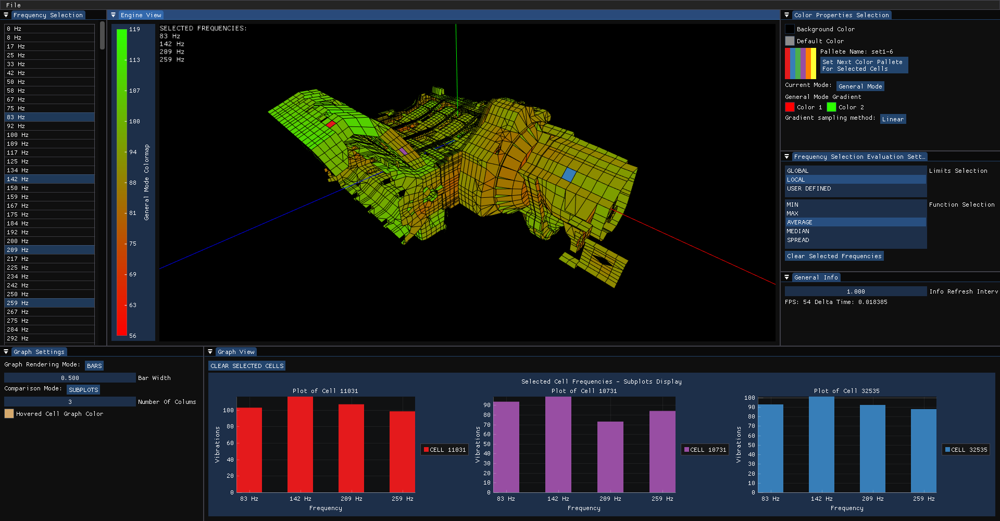 File
Frequency Selection
0 Hz
8 Hz
17 Hz
25 Hz
33 Hz
42 Hz
50 Hz
58 Hz
67 Hz
75 Hz
83 Hz
92 Hz
100 Hz
109 Hz
117 Hz
125 Hz
134 Hz
142 Hz
150 Hz
159 Hz
167 Hz
175 Hz
184 Hz
192 Hz
200 Hz
209 Hz
217 Hz
225 Hz
234 Hz
242 Hz
250 Hz
259 Hz
267 Hz
275 Hz
284 Hz
292 Hz
Engine View
119
113
107
100
94
88
81
75
69
63
56
General Mode Colormap
SELECTED FREQUENCIES:
83 Hz
142 Hz
209 Hz
259 Hz
Color Properties Selection
Background Color
Default Color
Pallete Name: set1-6
Set Next Color Pallete
For Selected Cells
Current Mode: General Mode
General Mode Gradient
Color 1 Color 2
Gradient sampling method: Linear
Frequency Selection Evaluation Sett…
GLOBAL
LOCAL
USER DEFINED
Limits Selection
MIN
MAX
AVERAGE
MEDIAN
SPREAD
Function Selection
Clear Selected Frequencies
General Info
1.000 Info Refresh Interv
FPS: 54 Delta Time: 0.018385
Graph Settings
Graph Rendering Mode: BARS
0.500 Bar Width
Comparison Mode: SUBPLOTS
3 Number Of Colums
Hovered Cell Graph Color
Graph View
CLEAR SELECTED CELLS
Selected Cell Frequencies - Subplots Display
Plot of Cell 11031
100
80
60
40
20
0
Vibrations
83 Hz 142 Hz 209 Hz 259 Hz
Frequency
CELL 11031
Plot of Cell 10731
90
80
70
60
50
40
30
20
10
0
Vibrations
83 Hz 142 Hz 209 Hz 259 Hz
Frequency
CELL 10731
Plot of Cell 32535
100
90
80
70
60
50
40
30
20
10
0
Vibrations
83 Hz 142 Hz 209 Hz 259 Hz
Frequency
CELL 32535